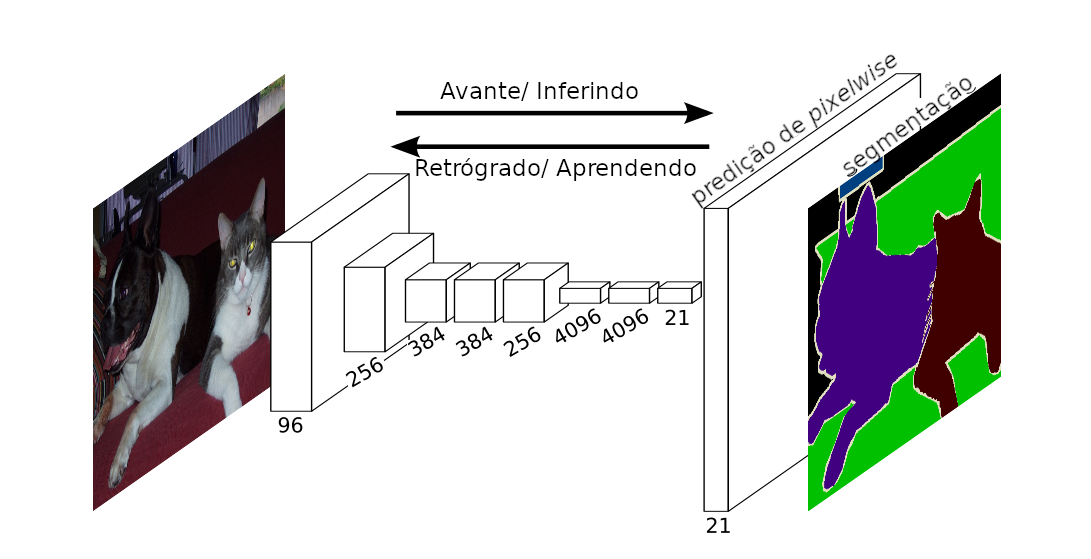 Avante/ Inferindo
Retrógrado/ Aprendendo
predição de pixelwise
segmentação
96
256
384
384
256
4096
4096
21
21